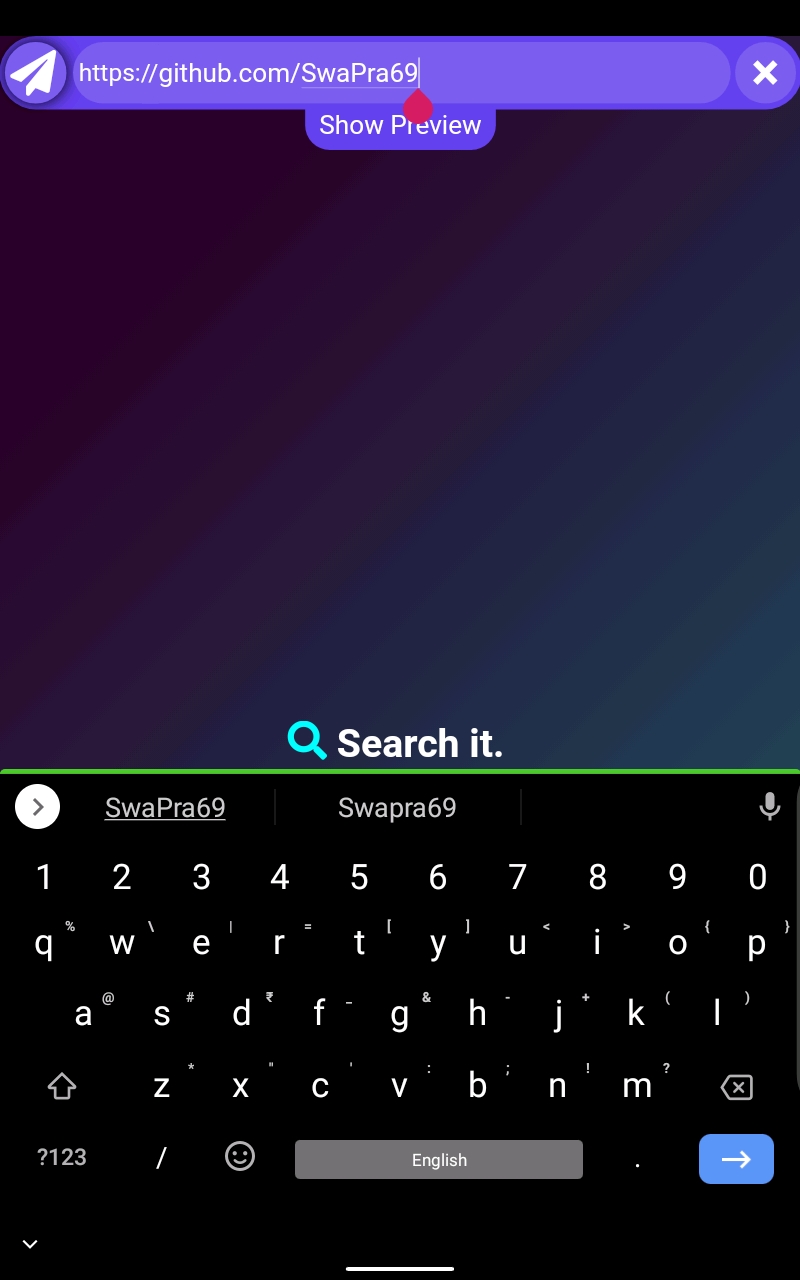 https://github.com/SwaPra69
Show Preview
Search it.
SwaPra69 Swapra69
1 2 3 4 5 6 7 8 9 0
% \ | = [ ] < > { }
q w e r t y u i o p
@ # ₹ _ & - + ( )
a s d f g h j k l
* " ' : ; ! ?
z x c v b n m
?123 / English .